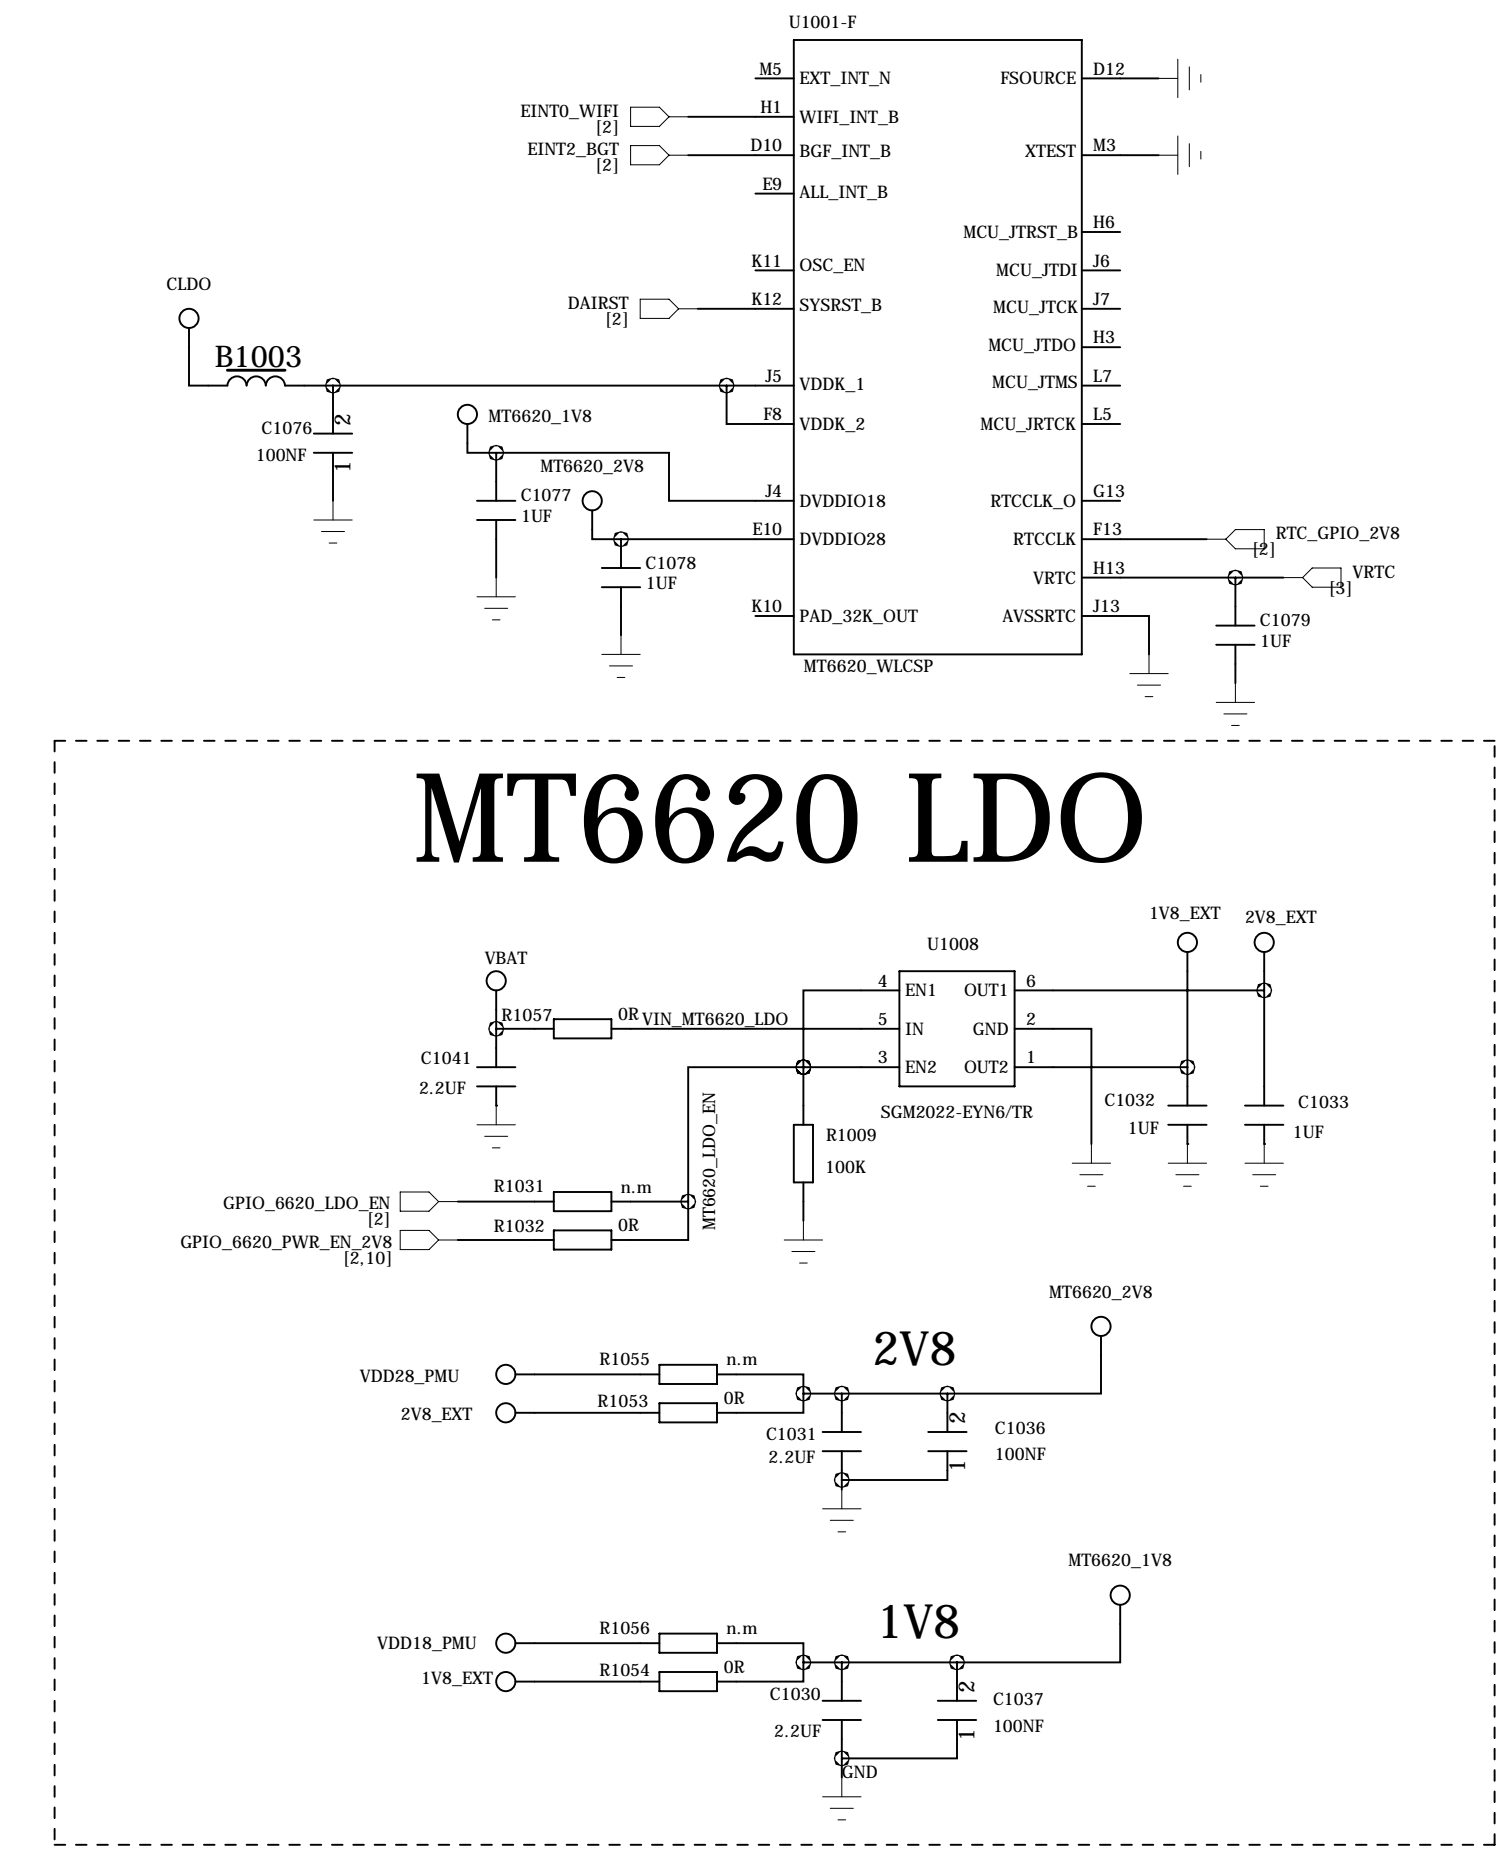 U1001-F
M5 EXT_INT_N FSOURCE D12
EINT0_WIFI H1 WIFI_INT_B
[2]
EINT2_BGT D10 BGF_INT_B XTEST M3
[2]
E9 ALL_INT_B
MCU_JTRST_B H6
K11 OSC_EN MCU_JTDI J6
CLDO
DAIRST K12 SYSRST_B MCU_JTCK J7
[2]
MCU_JTDO H3
B1003
J5 VDDK_1 MCU_JTMS L7
MT6620_1V8 F8 VDDK_2 MCU_JRTCK L5
C1076 2
100NF 1
MT6620_2V8
C1077 J4 DVDDIO18 RTCCLK_O G13
1UF
E10 DVDDIO28 RTCCLK F13 RTC_GPIO_2V8
[2]
C1078 VRTC H13 VRTC
1UF [3]
K10 PAD_32K_OUT AVSSRTC J13 C1079
1UF
MT6620_WLCSP
MT6620 LDO
1V8_EXT 2V8_EXT
U1008
VBAT
4 EN1 OUT1 6
R1057 0R VIN_MT6620_LDO 5 IN GND 2
C1041 3 EN2 OUT2 1
2.2UF
MT6620_LDO_EN
SGM2022-EYN6/TR
C1032 C1033
1UF 1UF
R1009
100K
R1031 n.m
GPIO_6620_LDO_EN
[2]
R1032 0R
GPIO_6620_PWR_EN_2V8
[2,10]
MT6620_2V8
2V8
VDD28_PMU R1055 n.m
2V8_EXT R1053 0R
C1031 2 C1036
2.2UF 1 100NF
MT6620_1V8
1V8
VDD18_PMU R1056 n.m
1V8_EXT R1054 0R
C1030 2 C1037
2.2UF 1 100NF
GND